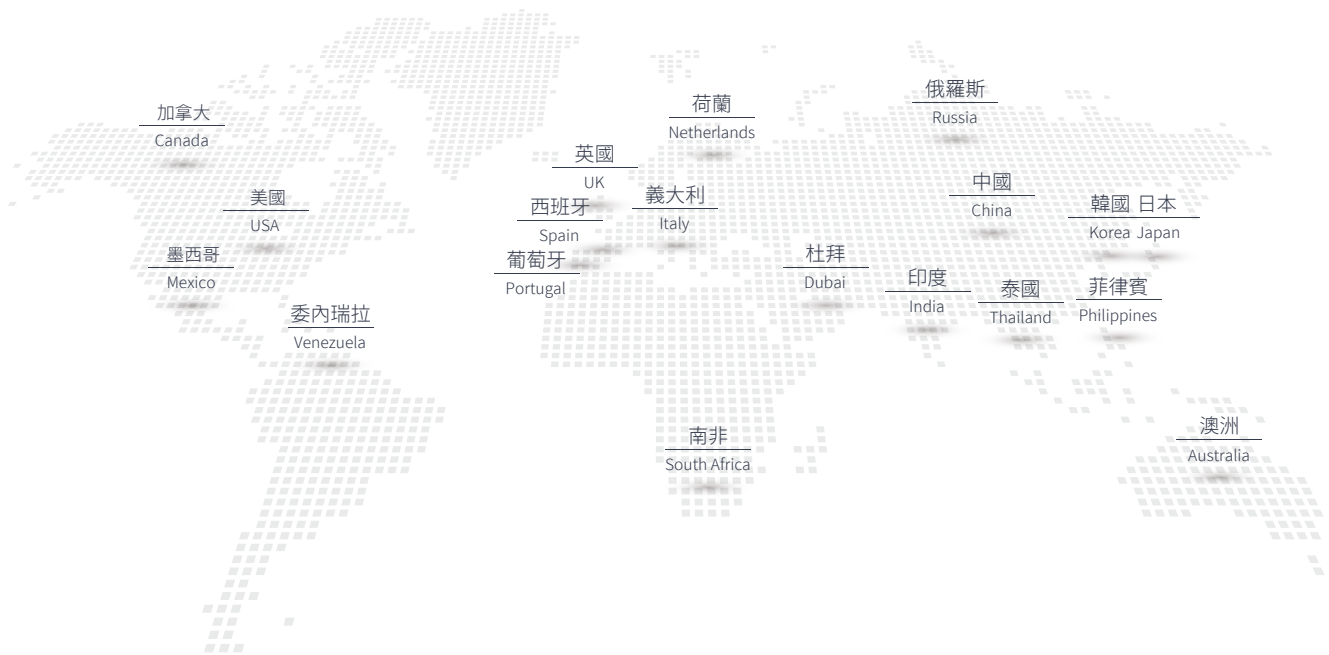 加拿大
Canada
美國
USA
墨西哥
Mexico
委內瑞拉
Venezuela
荷蘭
Netherlands
英國
UK
義大利
Italy
西班牙
Spain
葡萄牙
Portugal
南非
South Africa
俄羅斯
Russia
中國
China
韓國 日本
Korea Japan
杜拜
Dubai
印度
India
泰國
Thailand
菲律賓
Philippines
澳洲
Australia